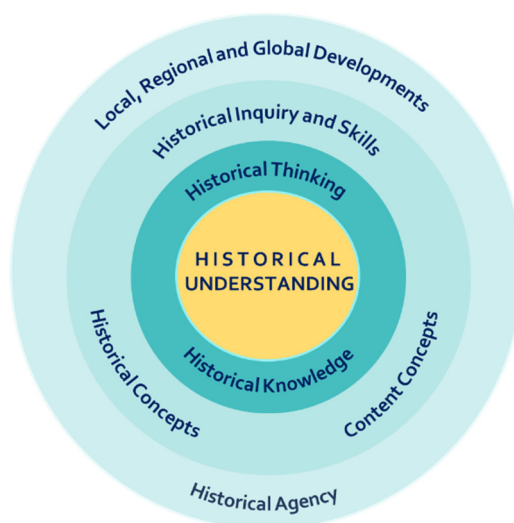 Local, Regional and Global Developments
Historical Inquiry and Skills
Historical Thinking
HISTORICAL
UNDERSTANDING
Historical Knowledge
Historical Concepts
Content Concepts
Historical Agency